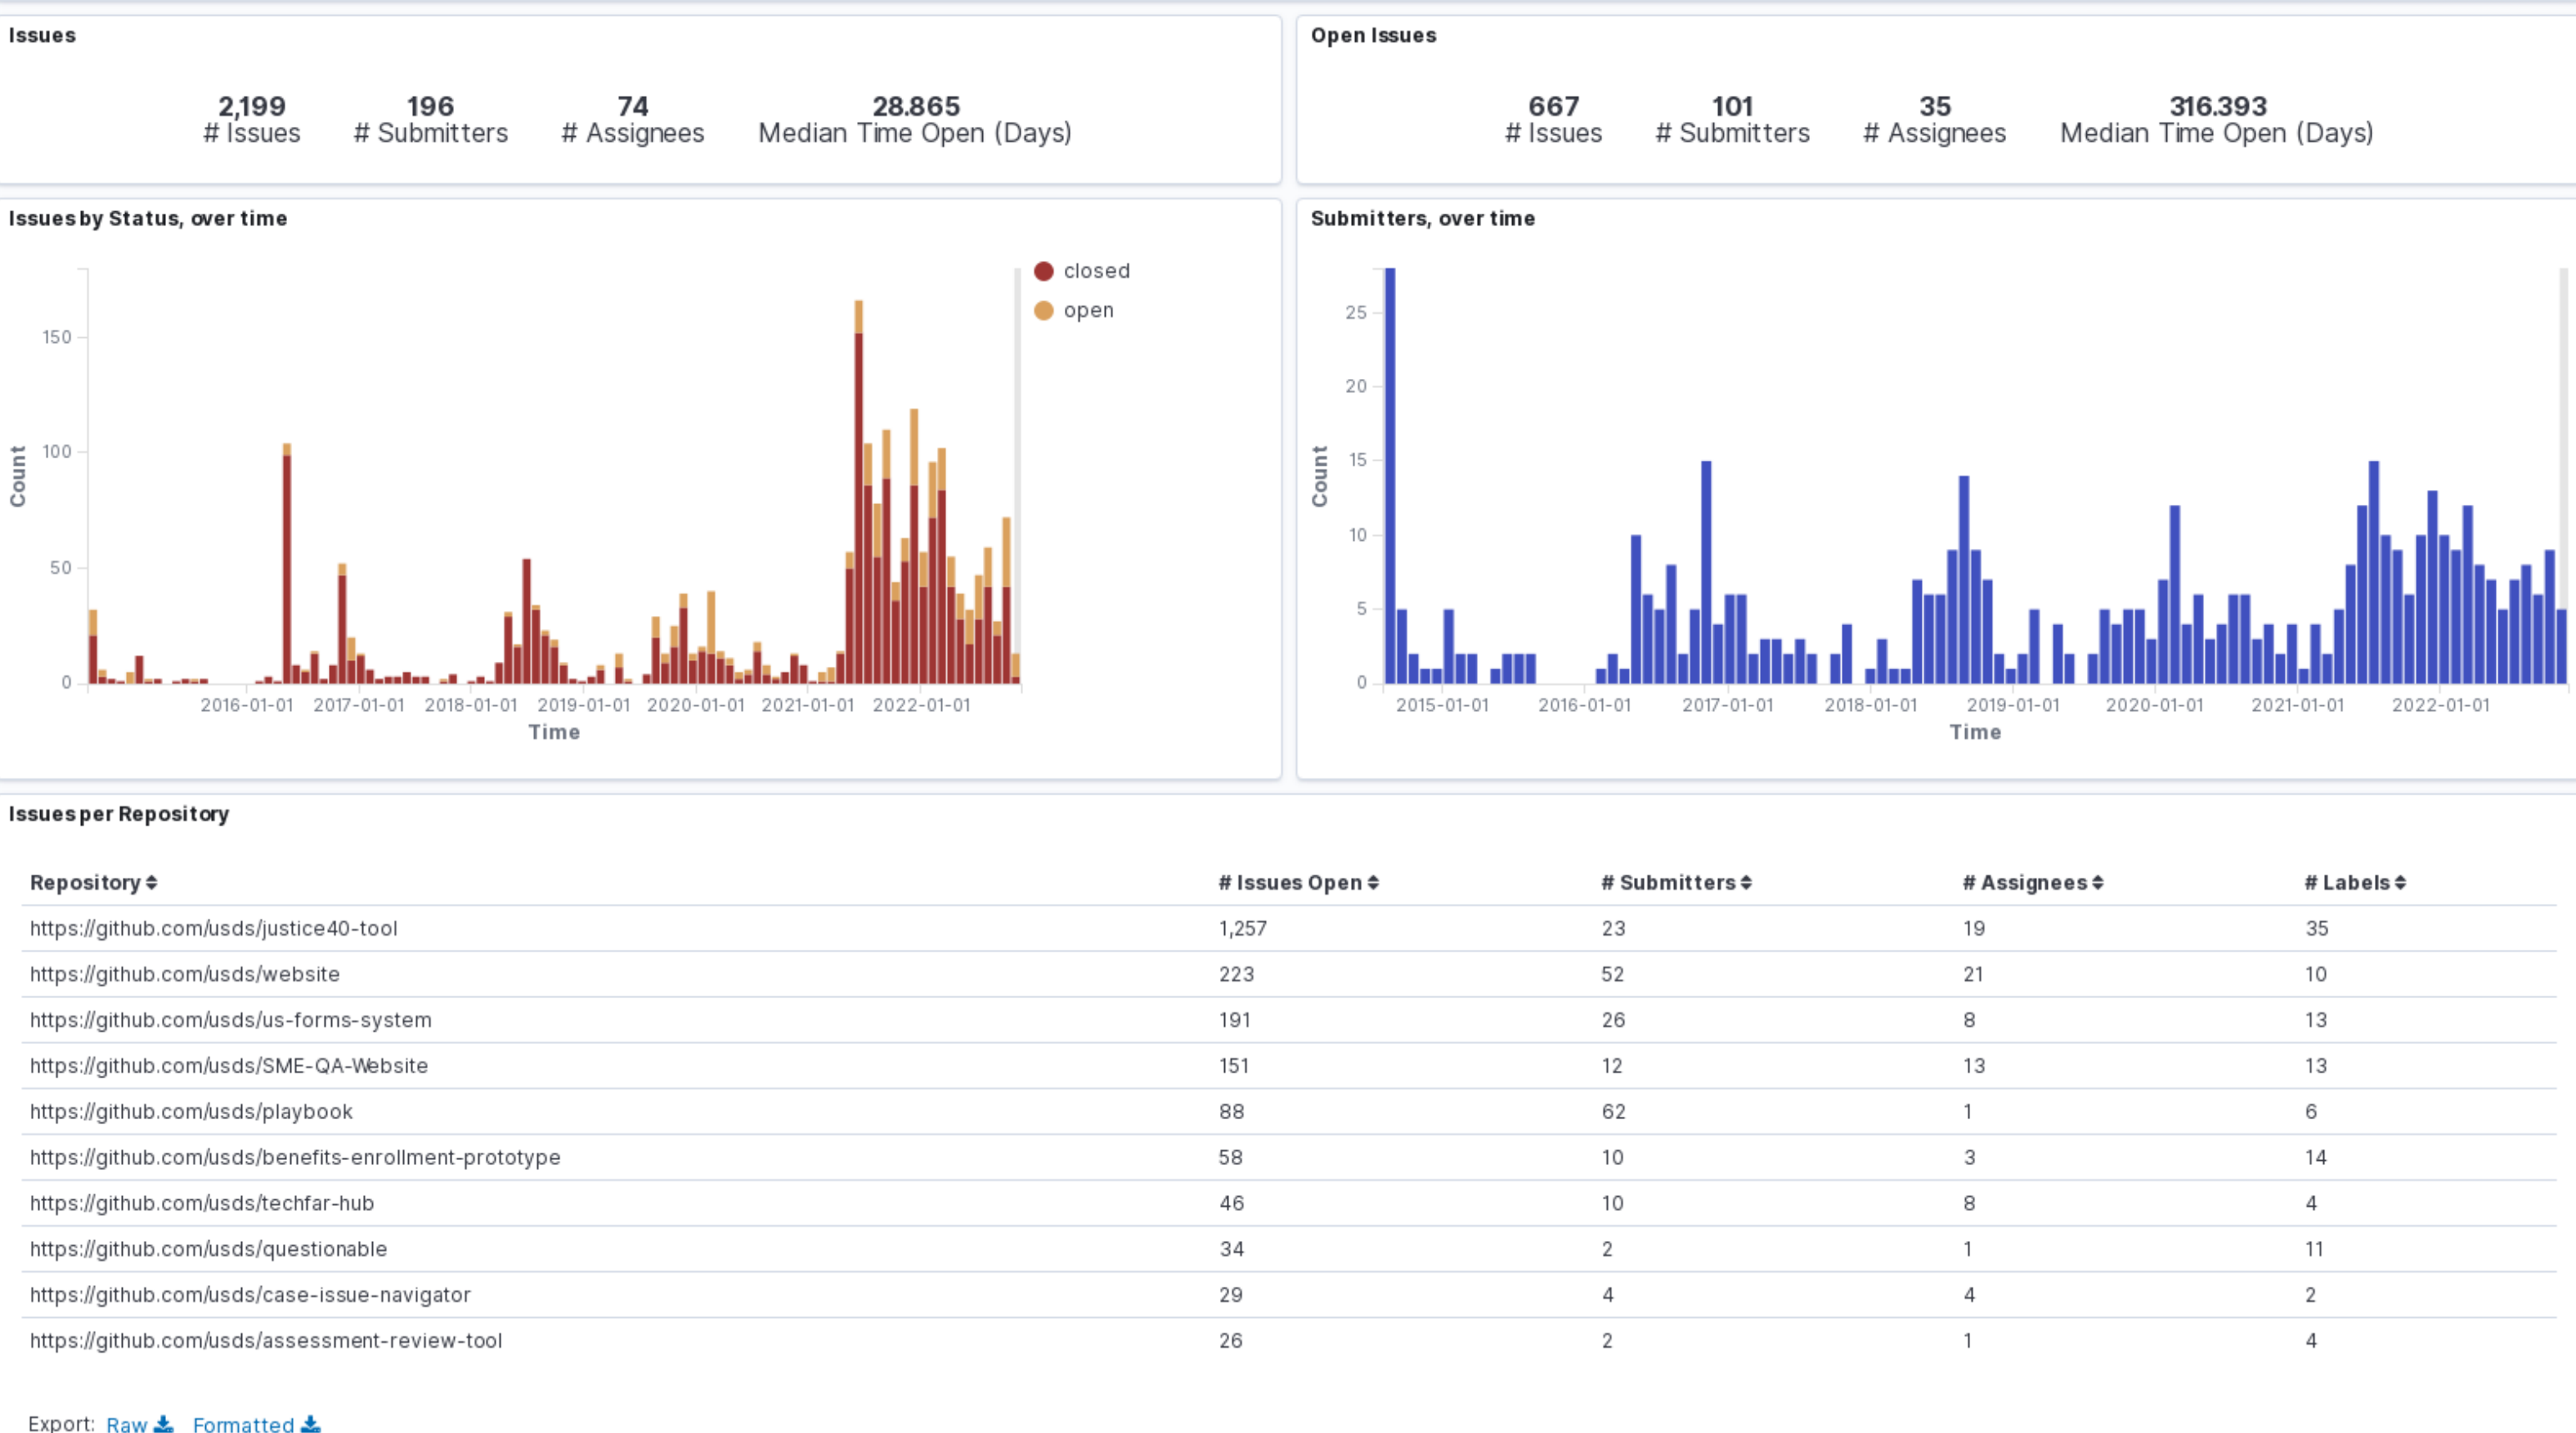 Issues
2,199 196 74 28.865
# Issues # Submitters # Assignees Median Time Open (Days)
Open Issues
667 101 35 316.393
# Issues # Submitters # Assignees Median Time Open (Days)
Issues by Status, over time
closed
open
150
100
50
0
Count
2016-01-01 2017-01-01 2018-01-01 2019-01-01 2020-01-01 2021-01-01 2022-01-01
Time
Submitters, over time
25
20
15
10
5
0
Count
2015-01-01 2016-01-01 2017-01-01 2018-01-01 2019-01-01 2020-01-01 2021-01-01 2022-01-01
Time
Issues per Repository
Repository # Issues Open # Submitters # Assignees # Labels
https://github.com/usds/justice40-tool 1,257 23 19 35
https://github.com/usds/website 223 52 21 10
https://github.com/usds/us-forms-system 191 26 8 13
https://github.com/usds/SME-QA-Website 151 12 13 13
https://github.com/usds/playbook 88 62 1 6
https://github.com/usds/benefits-enrollment-prototype 58 10 3 14
https://github.com/usds/techfar-hub 46 10 8 4
https://github.com/usds/questionable 34 2 1 11
https://github.com/usds/case-issue-navigator 29 4 4 2
https://github.com/usds/assessment-review-tool 26 2 1 4
Export: Raw Formatted